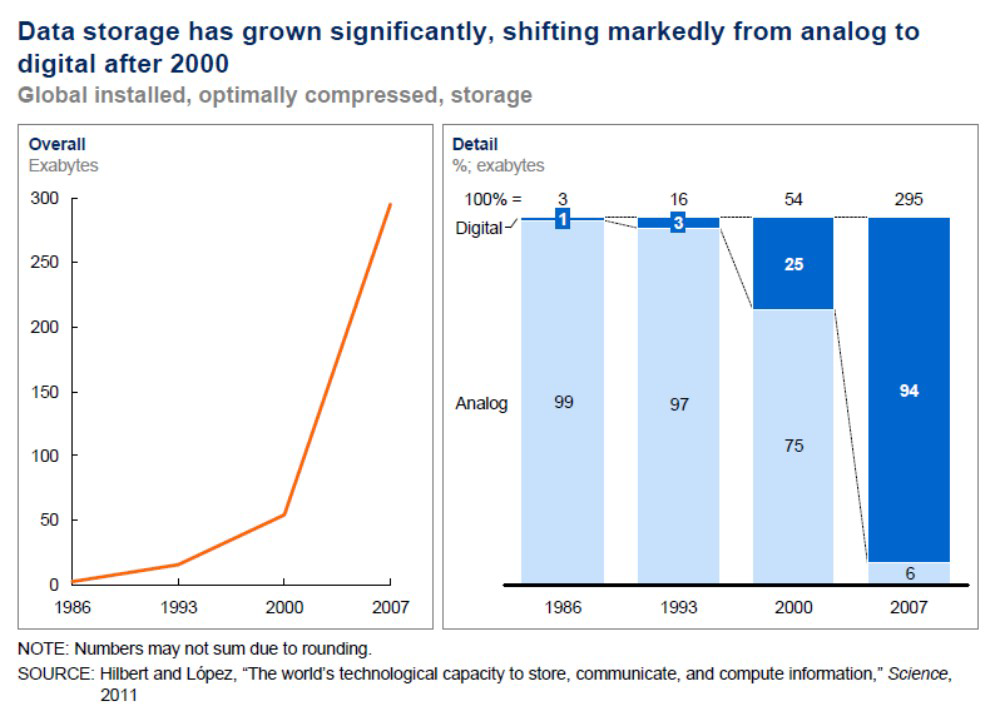 Data storage has grown significantly, shifting markedly from analog to
digital after 2000
Global installed, optimally compressed, storage
Overall
Exabytes
300
250
200
150
100
50
0
1986 1993 2000 2007
Detail
%; exabytes
100% = 3 16 54 295
Digital 1 3 25 94
Analog 99 97 75 6
1986 1993 2000 2007
NOTE: Numbers may not sum due to rounding.
SOURCE: Hilbert and López, “The world’s technological capacity to store, communicate, and compute information,” Science,
2011